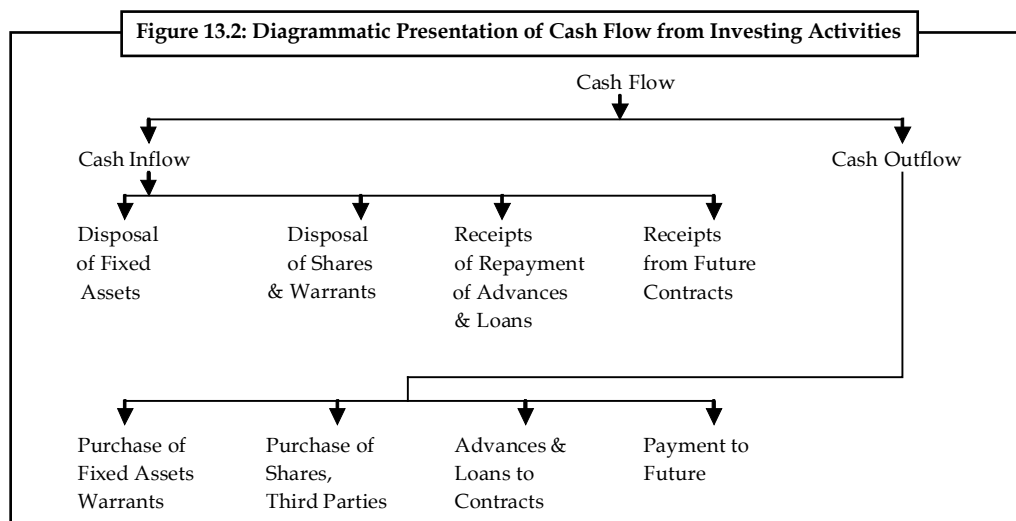 Figure 13.2: Diagrammatic Presentation of Cash Flow from Investing Activities
Cash Flow
Cash Inflow
Cash Outflow
Disposal
of Fixed
Assets
Disposal
of Shares
& Warrants
Receipts
of Repayment
of Advances
& Loans
Receipts
from Future
Contracts
Purchase of
Fixed Assets
Warrants
Purchase of
Shares,
Third Parties
Advances &
Loans to
Contracts
Payment to
Future